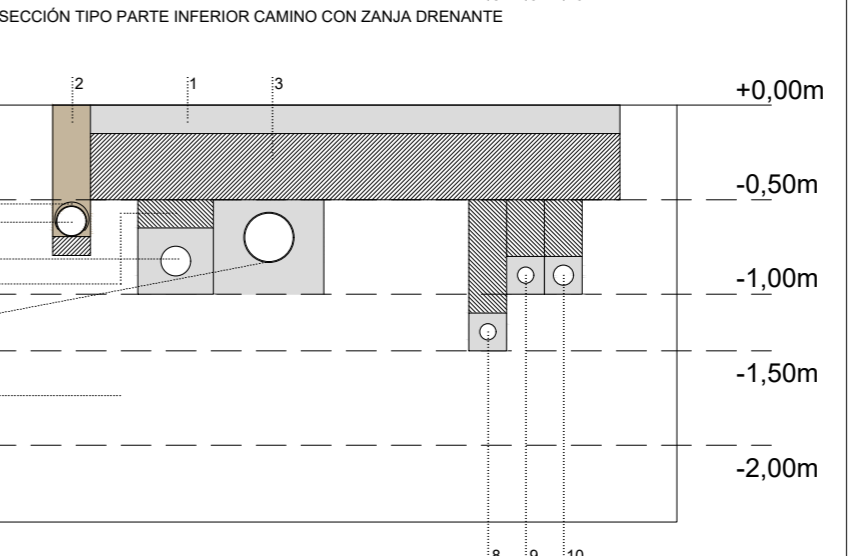 SECCIÓN TIPO PARTE INFERIOR CAMINO CON ZANJA DRENANTE
2 1 3
+0,00m
-0,50m
-1,00m
-1,50m
-2,00m
8 9 10